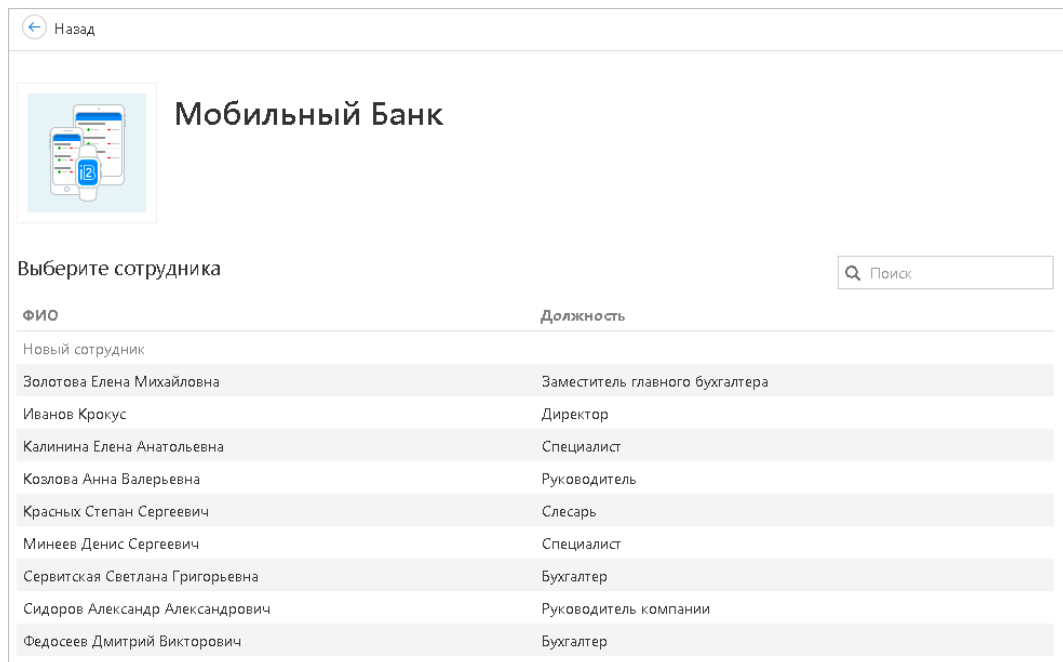 Назад
Мобильный Банк
i2
Выберите сотрудника
Поиск
ФИО Должность
Новый сотрудник
Золотова Елена Михайловна Заместитель главного бухгалтера
Иванов Крокус Директор
Калинина Елена Анатольевна Специалист
Козлова Анна Валерьевна Руководитель
Красных Степан Сергеевич Слесарь
Минеев Денис Сергеевич Специалист
Сервитская Светлана Григорьевна Бухгалтер
Сидоров Александр Александрович Руководитель компании
Федосеев Дмитрий Викторович Бухгалтер